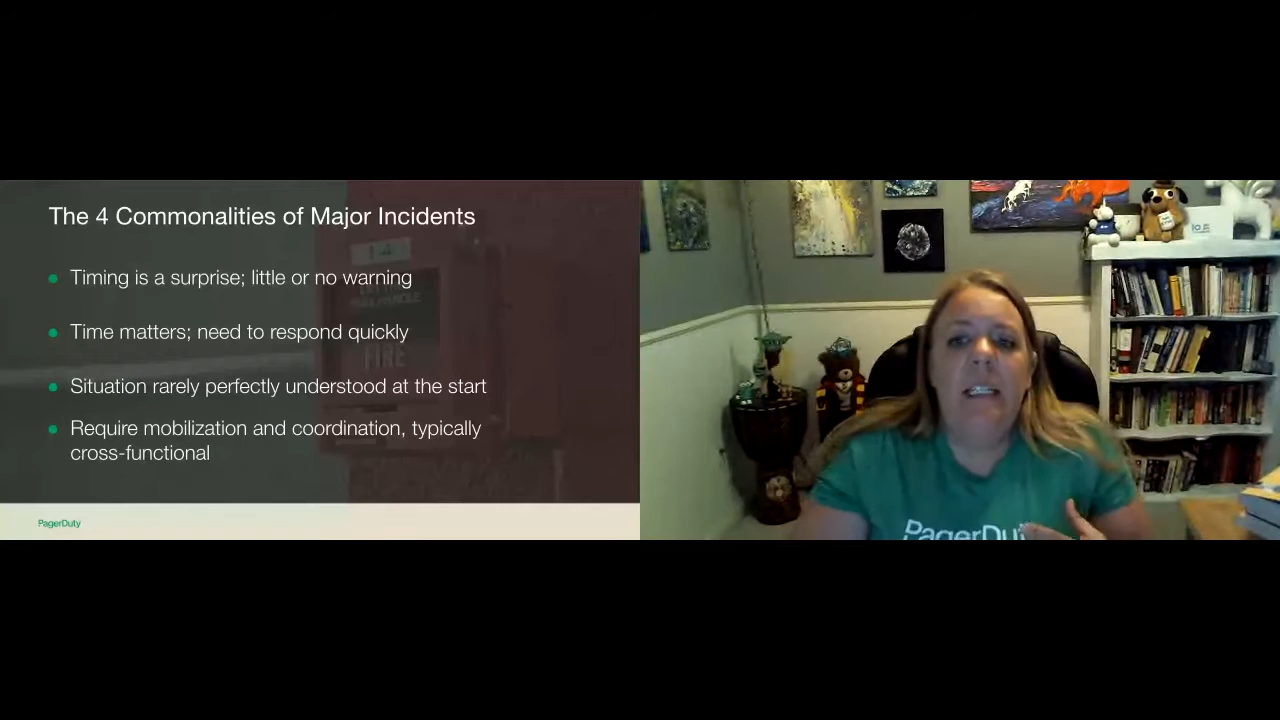 The 4 Commonalities of Major Incidents
Timing is a surprise; little or no warning
Time matters; need to respond quickly
Situation rarely perfectly understood at the start
Require mobilization and coordination, typically
cross-functional
PagerDuty
FIRE